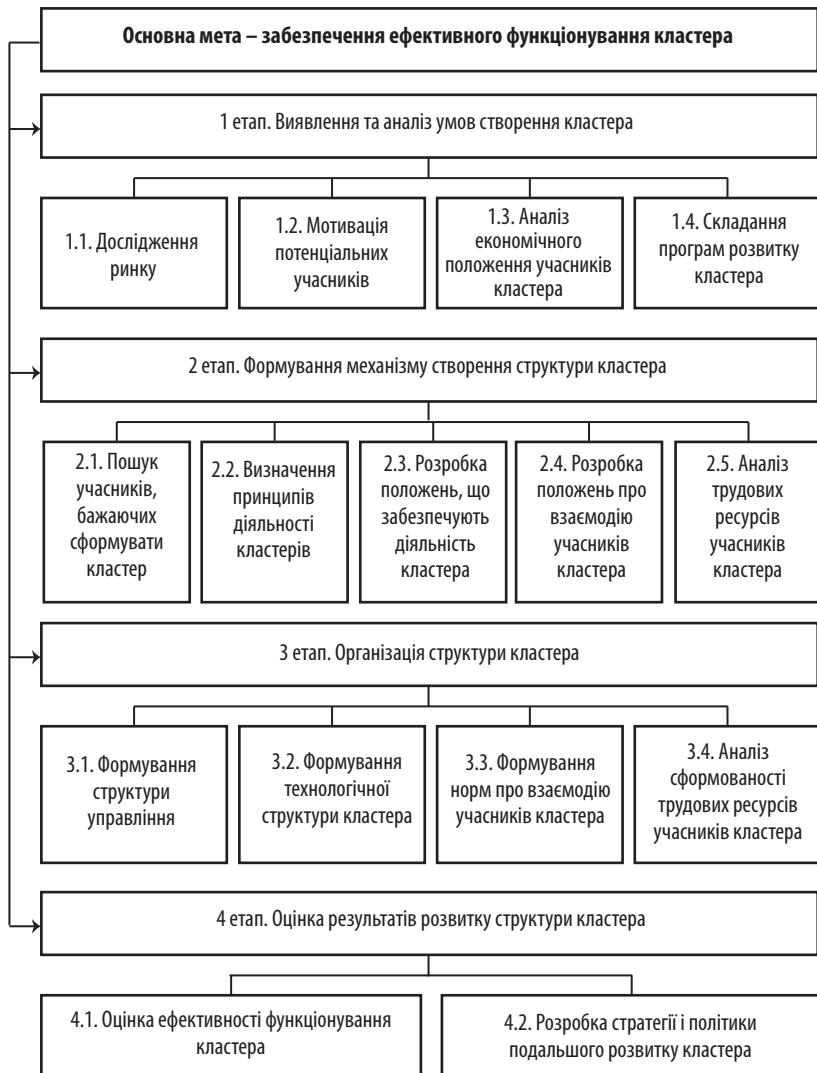 Основна мета – забезпечення ефективного функціонування кластера
1 етап. Виявлення та аналіз умов створення кластера
1.1. Дослідження
ринку
1.2. Мотивація
потенціальних
учасників
1.3. Аналіз
економічного
положення учасників
кластера
1.4. Складання
програм розвитку
кластера
2 етап. Формування механізму створення структури кластера
2.1. Пошук
учасників,
бажаючих
сформувати
кластер
2.2. Визначення
принципів
діяльності
кластерів
2.3. Розробка
положень, що
забезпечують
діяльність
кластера
2.4. Розробка
положень про
взаємодію
учасників
кластера
2.5. Аналіз
трудових
ресурсів
учасників
кластера
3 етап. Організація структури кластера
3.1. Формування
структури
управління
3.2. Формування
технологічної
структури кластера
3.3. Формування
норм про взаємодію
учасників кластера
3.4. Аналіз
сформованості
трудових ресурсів
учасників кластера
4 етап. Оцінка результатів розвитку структури кластера
4.1. Оцінка ефективності функціонування
кластера
4.2. Розробка стратегії і політики
подальшого розвитку кластера